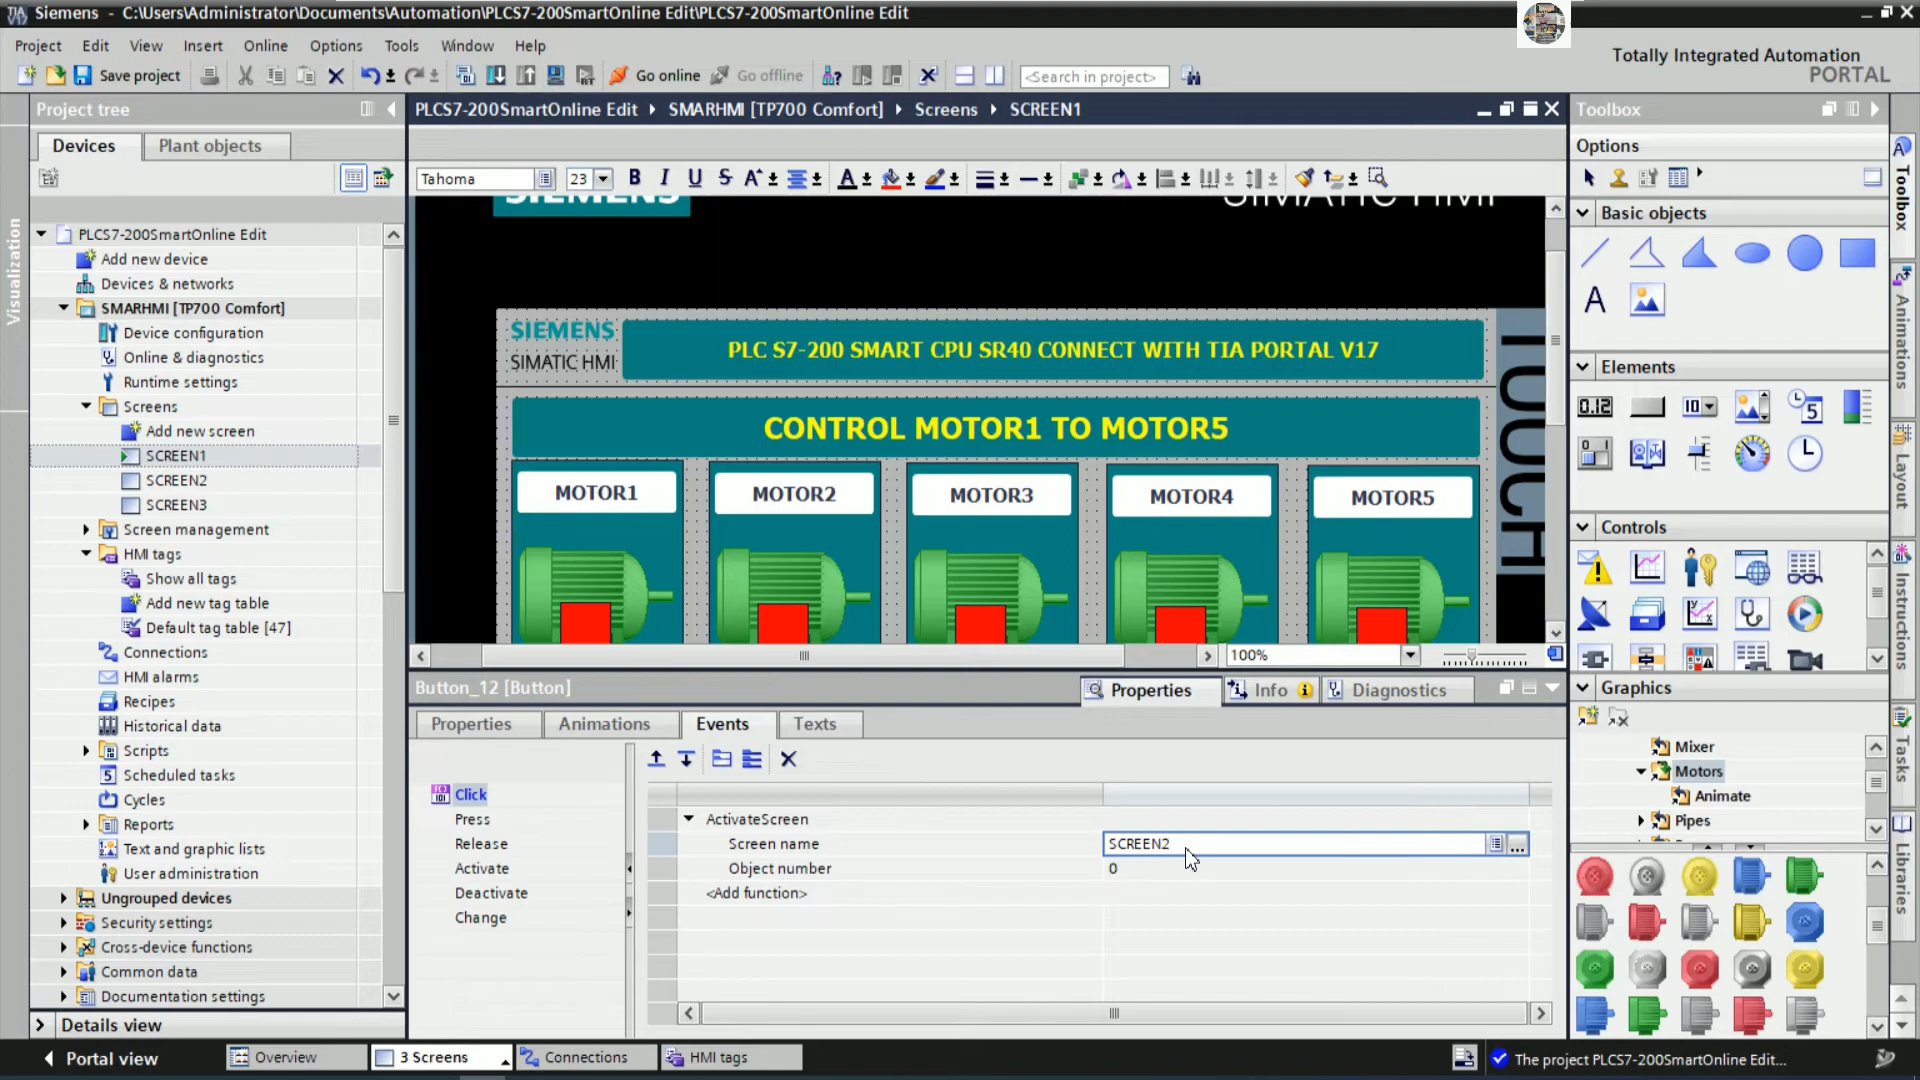 Siemens - C:\Users\Administrator\Documents\Automation\PLCS7-200SmartOnline Edit\PLCS7-200SmartOnline Edit
Project Edit View Insert Online Options Tools Window Help
Totally Integrated Automation
PORTAL
Save project
Go online
Go offline
<Search in project>
Project tree
PLCS7-200SmartOnline Edit
SMARHMI [TP700 Comfort]
Screens
SCREEN1
Toolbox
Devices
Plant objects
Options
Tahoma
23
Visualization
PLCS7-200SmartOnline Edit
Add new device
Devices & networks
SMARHMI [TP700 Comfort]
Device configuration
Online & diagnostics
Runtime settings
Screens
Add new screen
SCREEN1
SCREEN2
SCREEN3
Screen management
HMI tags
Show all tags
Add new tag table
Default tag table [47]
Connections
HMI alarms
Recipes
Historical data
Scripts
Scheduled tasks
Cycles
Reports
Text and graphic lists
User administration
Ungrouped devices
Security settings
Cross-device functions
Common data
Documentation settings
Details view
SIEMENS
SIMATIC HMI
SIEMENS
SIMATIC HMI
PLC S7-200 SMART CPU SR40 CONNECT WITH TIA PORTAL V17
CONTROL MOTOR1 TO MOTOR5
MOTOR1
MOTOR2
MOTOR3
MOTOR4
MOTOR5
TOUCH
100%
Button_12 [Button]
Properties
Info
Diagnostics
Properties
Animations
Events
Texts
Click
Press
Release
Activate
Deactivate
Change
ActivateScreen
Screen name
SCREEN2
Object number
0
<Add function>
Basic objects
Elements
Controls
Graphics
Mixer
Motors
Animate
Pipes
Toolbox
Animations
Layout
Instructions
Tasks
Libraries
Portal view
Overview
3 Screens
Connections
HMI tags
The project PLCS7-200SmartOnline Edit...